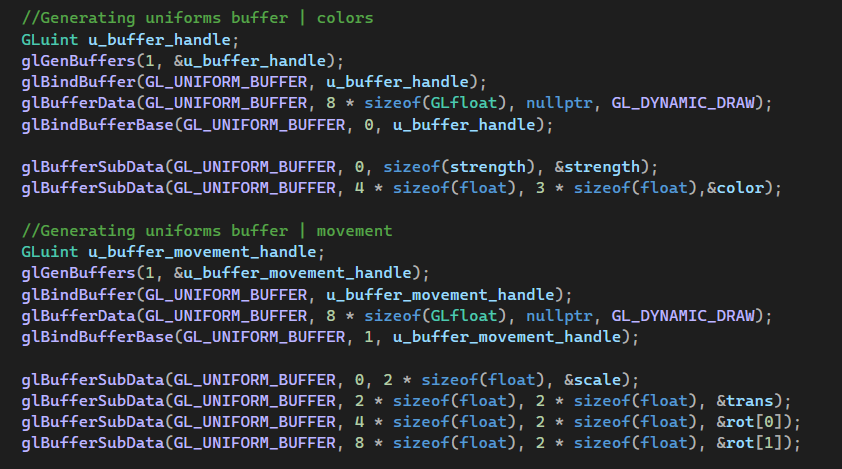 //Generating uniforms buffer | colors
GLuint u_buffer_handle;
glGenBuffers(1, &u_buffer_handle);
glBindBuffer(GL_UNIFORM_BUFFER, u_buffer_handle);
glBufferData(GL_UNIFORM_BUFFER, 8 * sizeof(GLfloat), nullptr, GL_DYNAMIC_DRAW);
glBindBufferBase(GL_UNIFORM_BUFFER, 0, u_buffer_handle);
glBufferSubData(GL_UNIFORM_BUFFER, 0, sizeof(strength), &strength);
glBufferSubData(GL_UNIFORM_BUFFER, 4 * sizeof(float), 3 * sizeof(float),&color);
//Generating uniforms buffer | movement
GLuint u_buffer_movement_handle;
glGenBuffers(1, &u_buffer_movement_handle);
glBindBuffer(GL_UNIFORM_BUFFER, u_buffer_movement_handle);
glBufferData(GL_UNIFORM_BUFFER, 8 * sizeof(GLfloat), nullptr, GL_DYNAMIC_DRAW);
glBindBufferBase(GL_UNIFORM_BUFFER, 1, u_buffer_movement_handle);
glBufferSubData(GL_UNIFORM_BUFFER, 0, 2 * sizeof(float), &scale);
glBufferSubData(GL_UNIFORM_BUFFER, 2 * sizeof(float), 2 * sizeof(float), &trans);
glBufferSubData(GL_UNIFORM_BUFFER, 4 * sizeof(float), 2 * sizeof(float), &rot[0]);
glBufferSubData(GL_UNIFORM_BUFFER, 8 * sizeof(float), 2 * sizeof(float), &rot[1]);